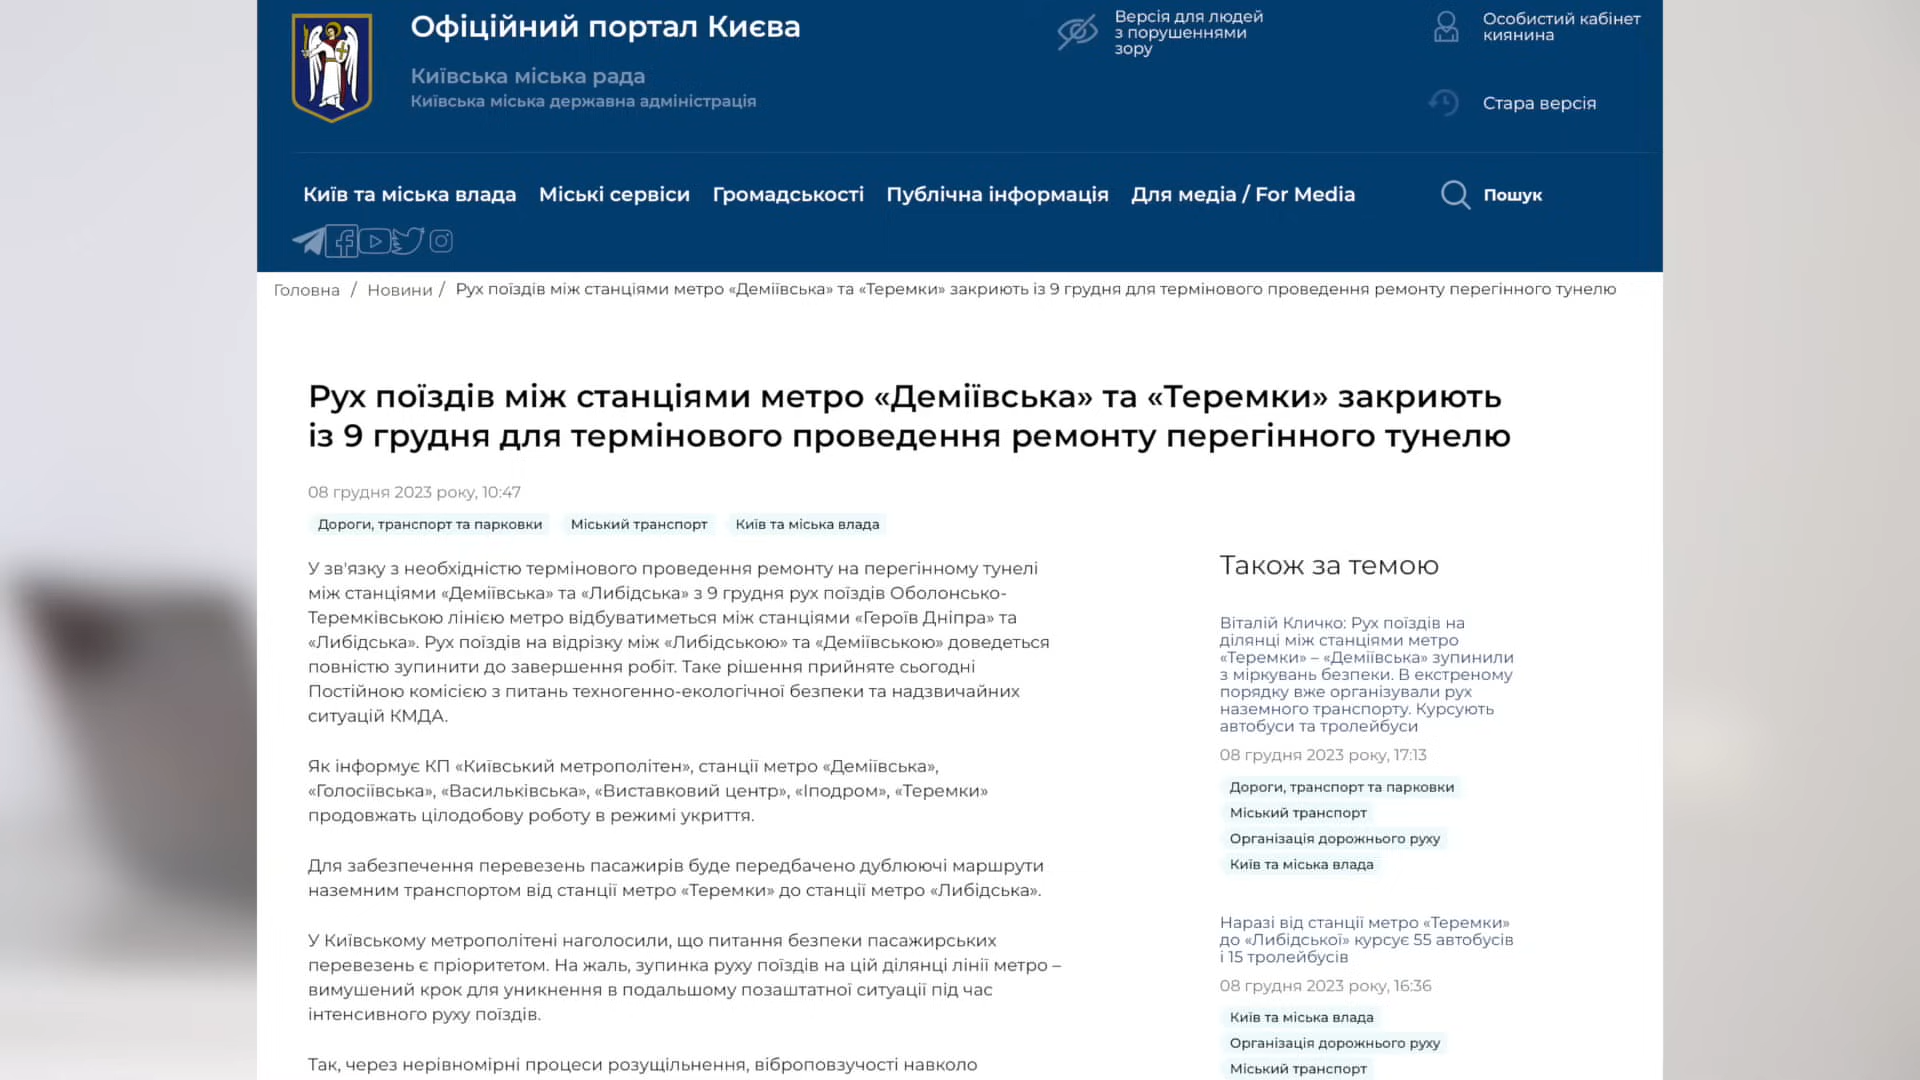 Офіційний портал Києва
Київська міська рада
Київська міська державна адміністрація
Версія для людей
з порушеннями
зору
Особистий кабінет
киянина
Стара версія
Київ та міська влада
Міські сервіси
Громадськості
Публічна інформація
Для медіа / For Media
Пошук
Головна / Новини / Рух поїздів між станціями метро «Деміївська» та «Теремки» закриють із 9 грудня для термінового проведення ремонту перегінного тунелю
Рух поїздів між станціями метро «Деміївська» та «Теремки» закриють
із 9 грудня для термінового проведення ремонту перегінного тунелю
08 грудня 2023 року, 10:47
Дороги, транспорт та парковки
Міський транспорт
Київ та міська влада
У зв'язку з необхідністю термінового проведення ремонту на перегінному тунелі
між станціями «Деміївська» та «Либідська» з 9 грудня рух поїздів Оболонсько-
Теремківською лінією метро відбуватиметься між станціями «Героїв Дніпра» та
«Либідська». Рух поїздів на відрізку між «Либідською» та «Деміївською» доведеться
повністю зупинити до завершення робіт. Таке рішення прийняте сьогодні
Постійною комісією з питань техногенно-екологічної безпеки та надзвичайних
ситуацій КМДА.
Як інформує КП «Київський метрополітен», станції метро «Деміївська»,
«Голосіївська», «Васильківська», «Виставковий центр», «Іподром», «Теремки»
продовжать цілодобову роботу в режимі укриття.
Для забезпечення перевезень пасажирів буде передбачено дублюючі маршрути
наземним транспортом від станції метро «Теремки» до станції метро «Либідська».
У Київському метрополітені наголосили, що питання безпеки пасажирських
перевезень є пріоритетом. На жаль, зупинка руху поїздів на цій ділянці лінії метро –
вимушений крок для уникнення в подальшому позаштатної ситуації під час
інтенсивного руху поїздів.
Так, через нерівномірні процеси розущільнення, віброповзучості навколо
Також за темою
Віталій Кличко: Рух поїздів на
ділянці між станціями метро
«Теремки» – «Деміївська» зупинили
з міркувань безпеки. В екстреному
порядку вже організували рух
наземного транспорту. Курсують
автобуси та тролейбуси
08 грудня 2023 року, 17:13
Дороги, транспорт та парковки
Міський транспорт
Організація дорожнього руху
Київ та міська влада
Наразі від станції метро «Теремки»
до «Либідської» курсує 55 автобусів
і 15 тролейбусів
08 грудня 2023 року, 16:36
Київ та міська влада
Організація дорожнього руху
Міський транспорт